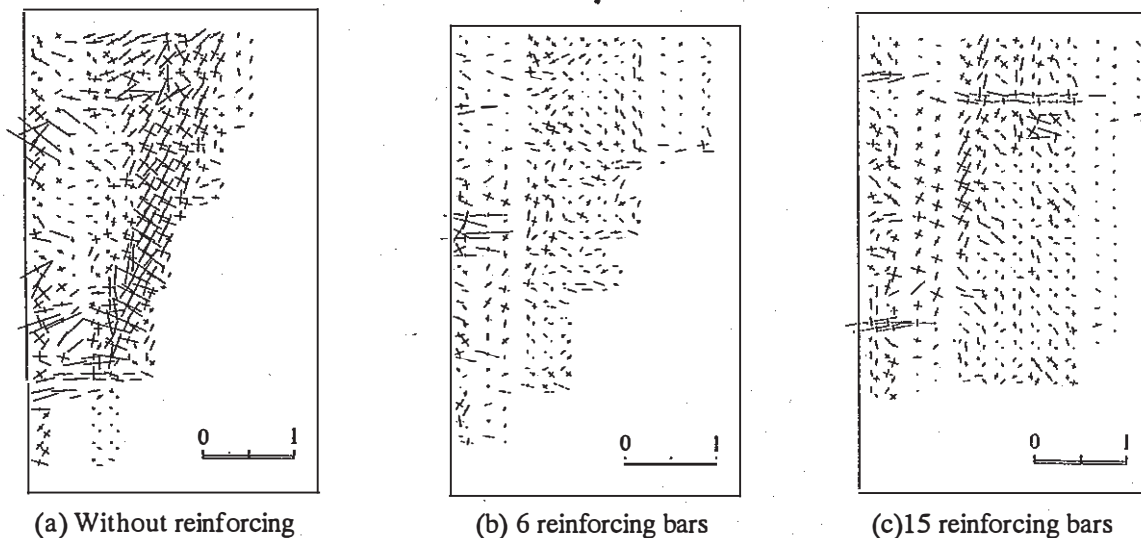 0 1
0 1
0 1
(a) Without reinforcing
(b) 6 reinforcing bars
(c)15 reinforcing bars